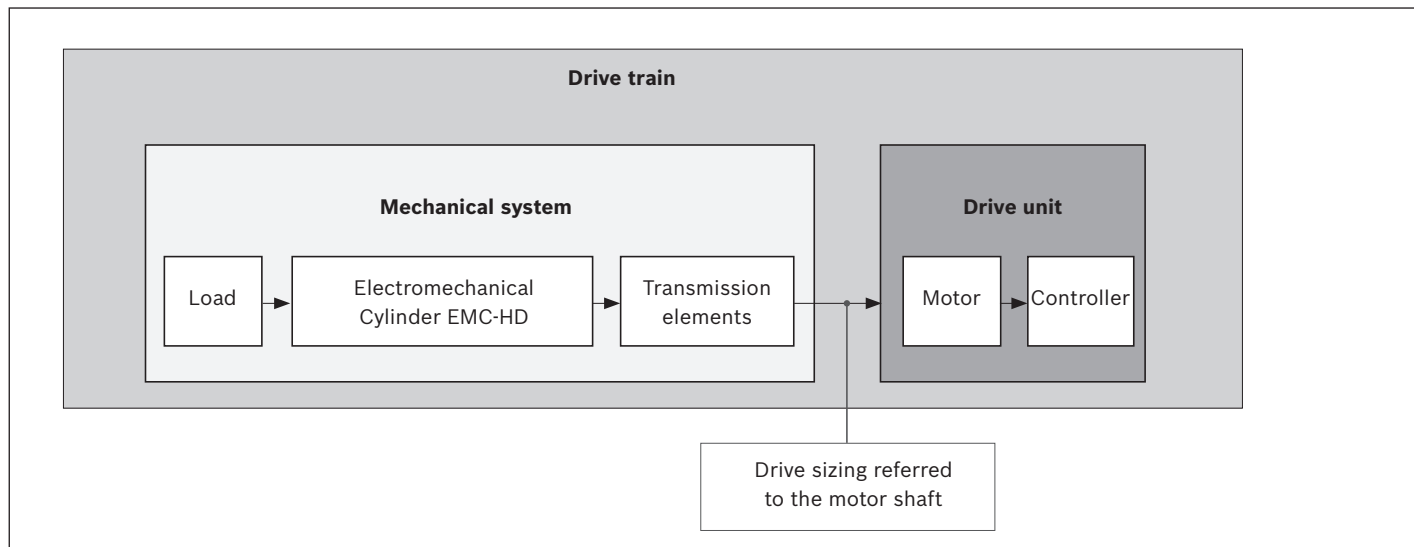 Drive train
Mechanical system
Drive unit
Load
Electromechanical
Cylinder EMC-HD
Transmission
elements
Motor
Controller
Drive sizing referred
to the motor shaft